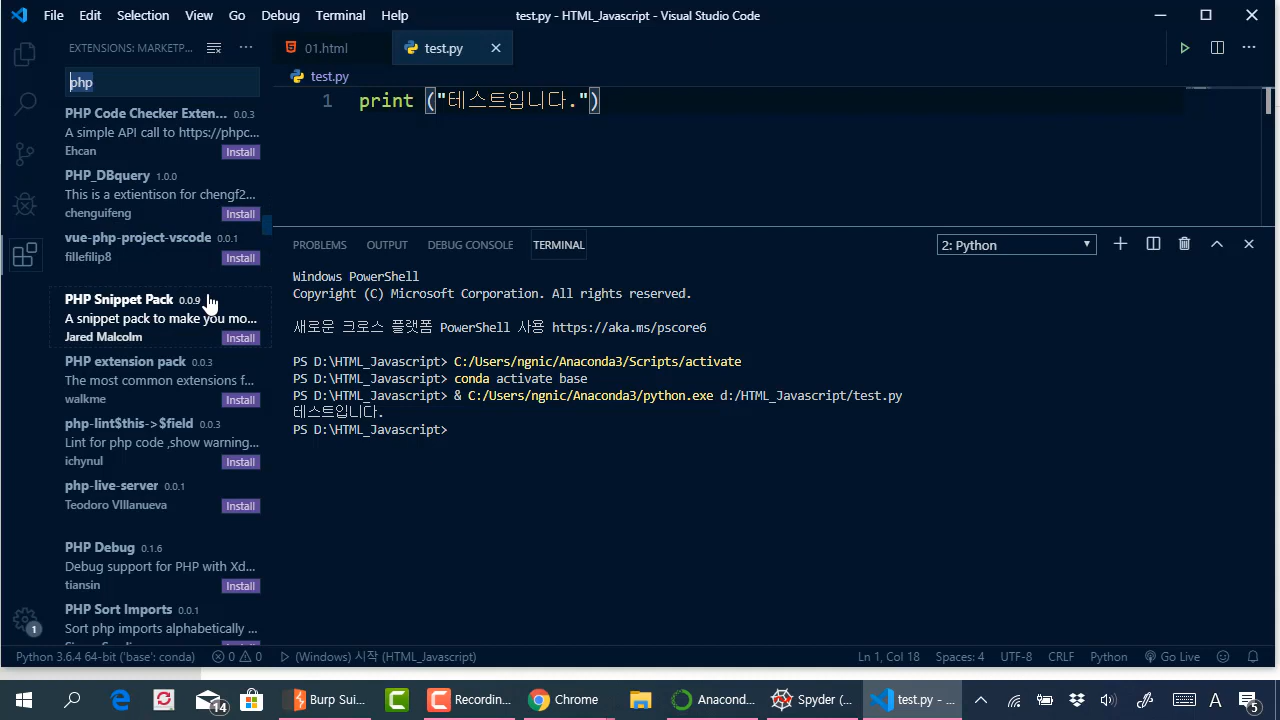 File Edit Selection View Go Debug Terminal Help test.py - HTML_Javascript - Visual Studio Code
EXTENSIONS: MARKETP... ···
php
PHP Code Checker Exten... 0.0.3
A simple API call to https://phpc...
Ehcan Install
PHP_DBquery 1.0.0
This is a extientison for chengf2...
chenguifeng Install
vue-php-project-vscode 0.0.1
fillefilip8 Install
PHP Snippet Pack 0.0.9
A snippet pack to make you mo...
Jared Malcolm Install
PHP extension pack 0.0.3
The most common extensions f...
walkme Install
php-lint$this->$field 0.0.3
Lint for php code ,show warning...
ichynul Install
php-live-server 0.0.1
Teodoro VIllanueva Install
PHP Debug 0.1.6
Debug support for PHP with Xd...
tiansin Install
PHP Sort Imports 0.0.1
Sort php imports alphabetically ...
1
01.html test.py
test.py
1 print ("테스트입니다.")
PROBLEMS OUTPUT DEBUG CONSOLE TERMINAL 2: Python
Windows PowerShell
Copyright (C) Microsoft Corporation. All rights reserved.
새로운 크로스 플랫폼 PowerShell 사용 https://aka.ms/pscore6
PS D:\HTML_Javascript> C:/Users/ngnic/Anaconda3/Scripts/activate
PS D:\HTML_Javascript> conda activate base
PS D:\HTML_Javascript> & C:/Users/ngnic/Anaconda3/python.exe d:/HTML_Javascript/test.py
테스트입니다.
PS D:\HTML_Javascript>
Python 3.6.4 64-bit ('base': conda) 0 0 (Windows) 시작 (HTML_Javascript) Ln 1, Col 18 Spaces: 4 UTF-8 CRLF Python Go Live
14 Burp Sui... Recordin... Chrome Anacond... Spyder (... test.py - ... A 5